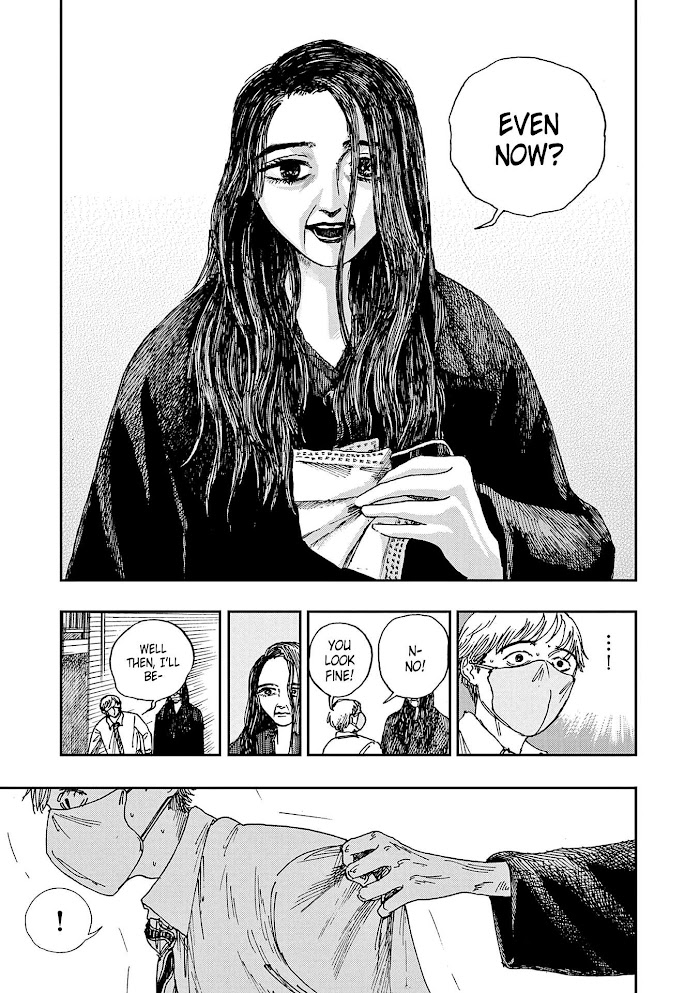 EVEN
NOW?
...!
N-
NO!
YOU
LOOK
FINE!
WELL
THEN, I'LL
BE-
!